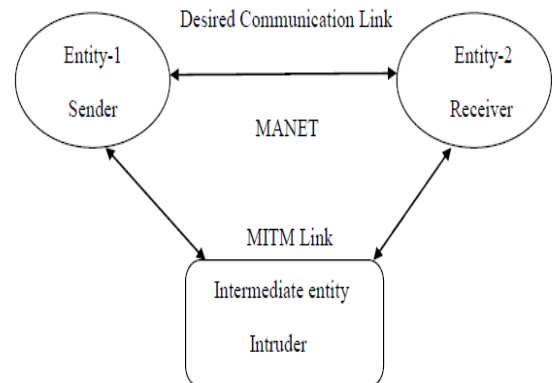 Desired Communication Link
Entity-1
Sender
Entity-2
Receiver
MANET
MITM Link
Intermediate entity
Intruder